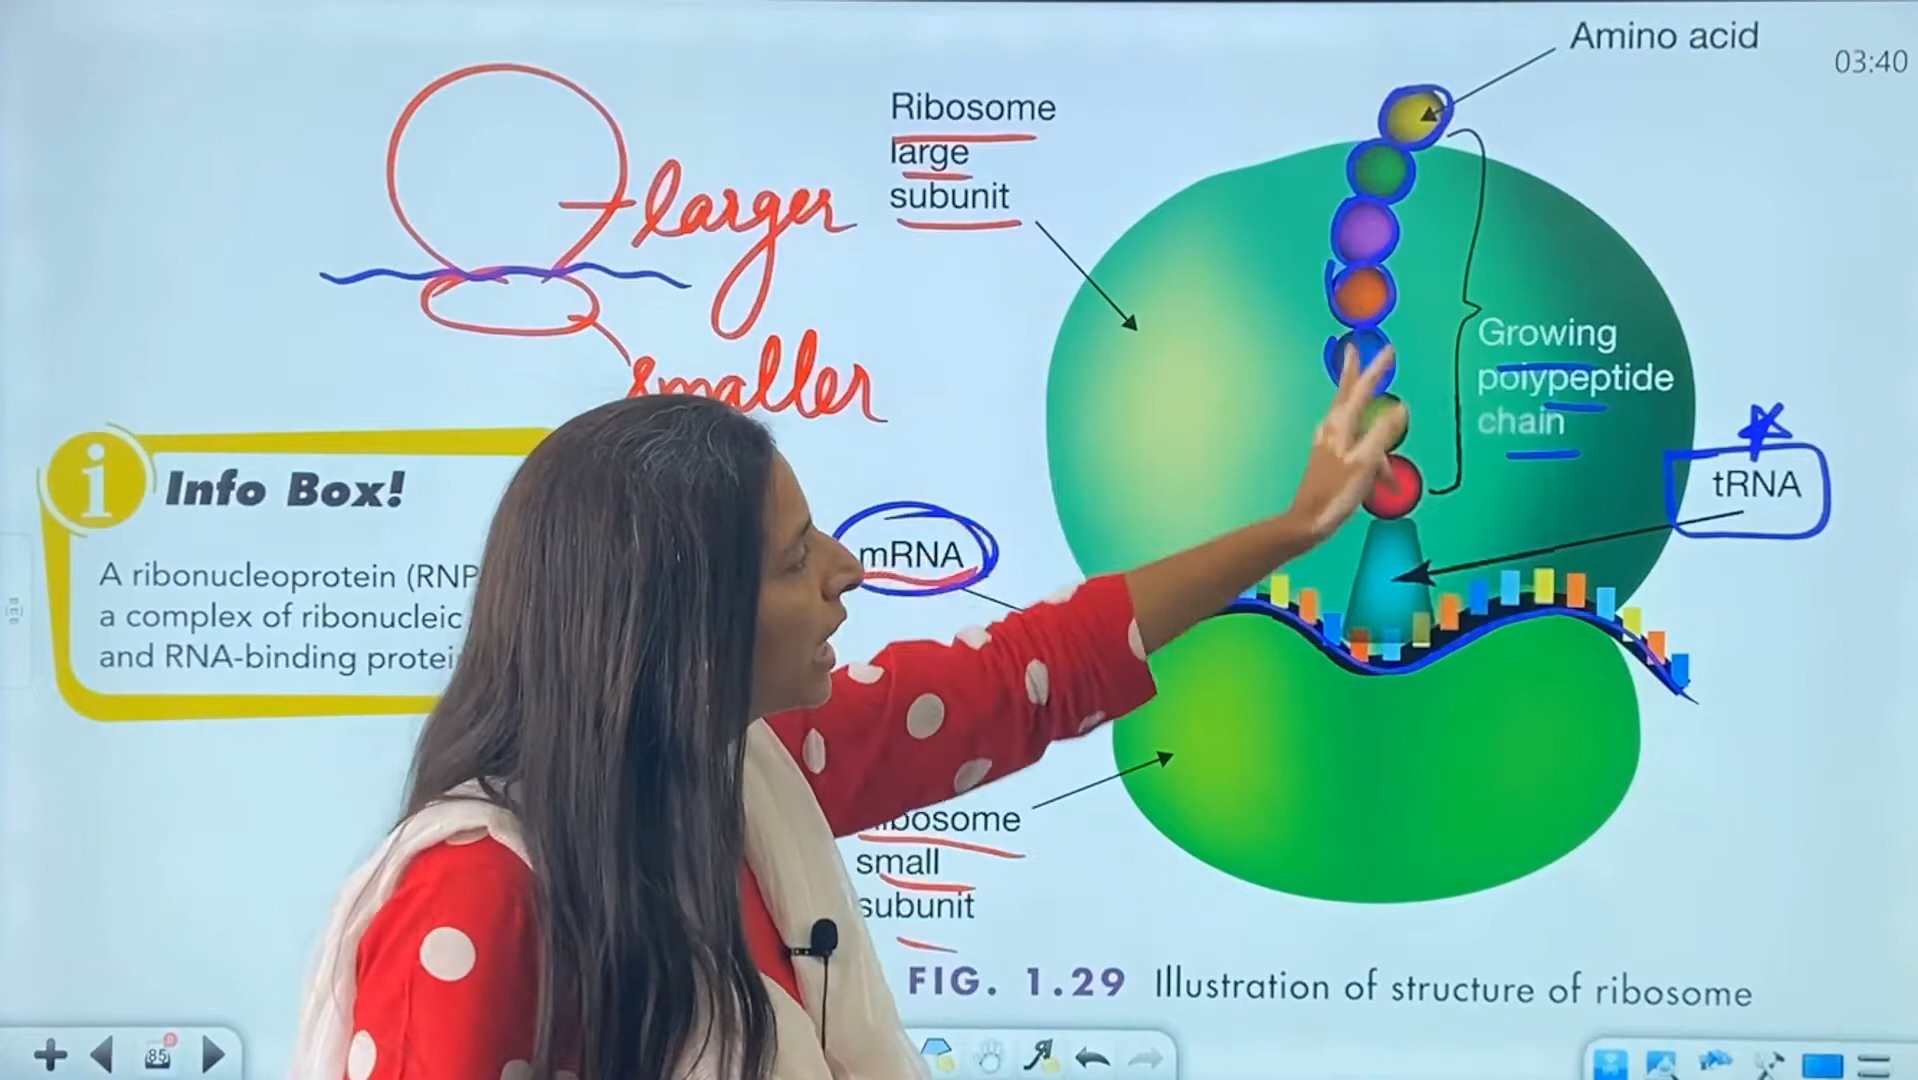 Amino acid
03:40
Ribosome
large
subunit
larger
smaller
Growing
polypeptide
chain
tRNA
Info Box!
A ribonucleoprotein (RNP
a complex of ribonucleic
and RNA-binding protei
mRNA
ibosome
small
subunit
FIG. 1.29 Illustration of structure of ribosome
85